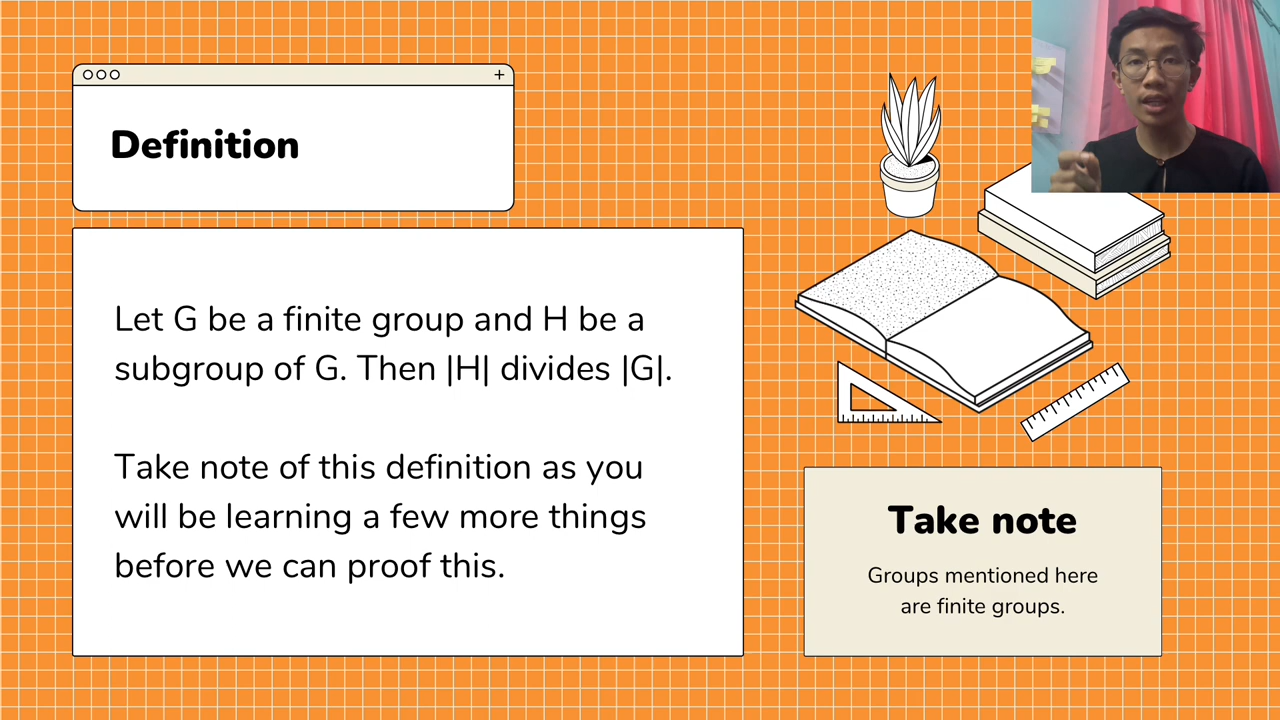 Definition
Let G be a finite group and H be a
subgroup of G. Then |H| divides |G|.
Take note of this definition as you
will be learning a few more things
before we can proof this.
Take note
Groups mentioned here
are finite groups.